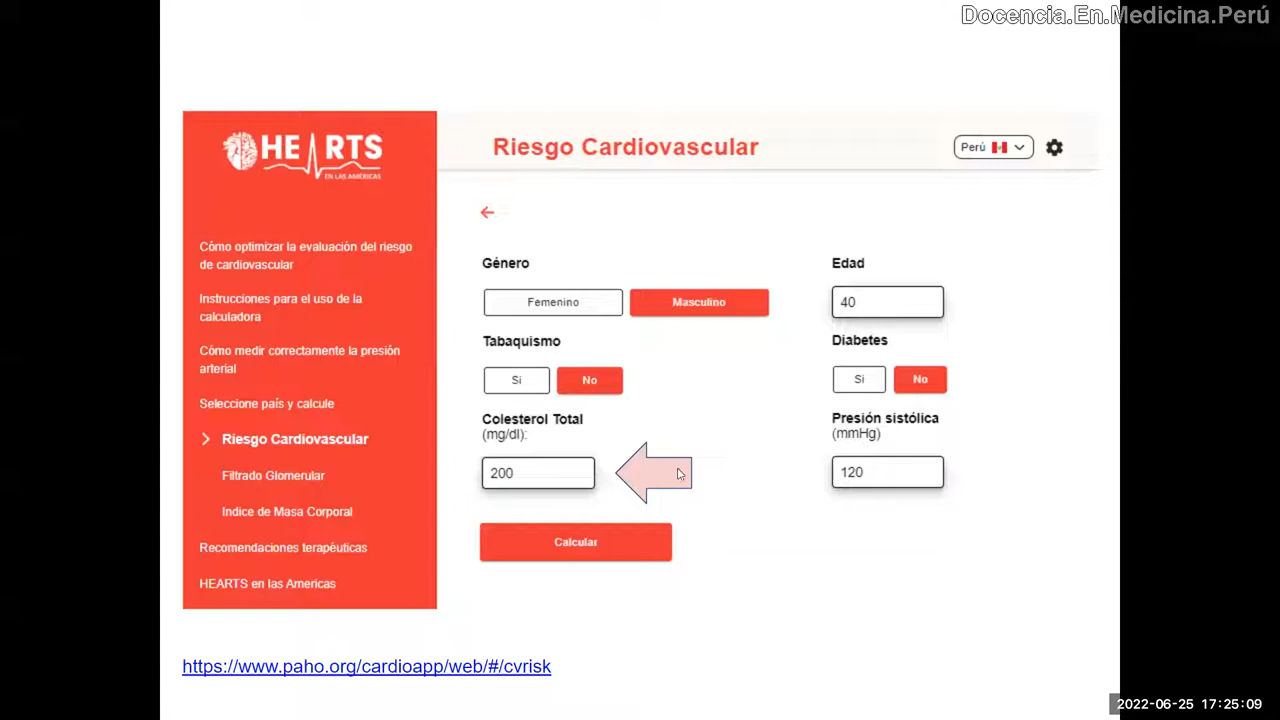 Docencia.En.Medicina.Perú
HEARTS
EN LAS AMÉRICAS
Riesgo Cardiovascular
Perú
Cómo optimizar la evaluación del riesgo
de cardiovascular
Instrucciones para el uso de la
calculadora
Cómo medir correctamente la presión
arterial
Seleccione país y calcule
Riesgo Cardiovascular
Filtrado Glomerular
Indice de Masa Corporal
Recomendaciones terapéuticas
HEARTS en las Americas
Género
Edad
Femenino
Masculino
40
Tabaquismo
Diabetes
Si
No
Si
No
Colesterol Total
(mg/dl):
Presión sistólica
(mmHg)
200
120
Calcular
https://www.paho.org/cardioapp/web/#/cvrisk
2022-06-25 17:25:09